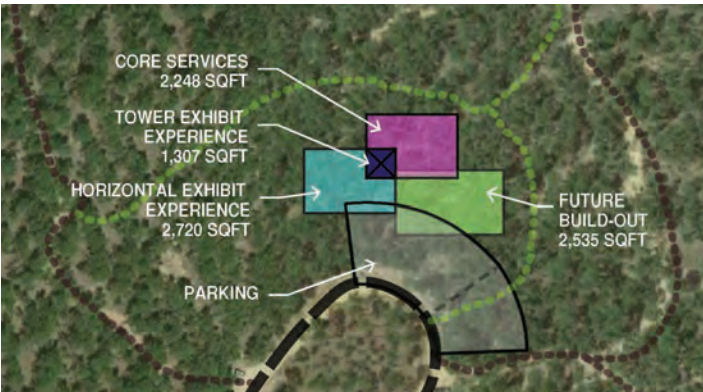 CORE SERVICES
2,248 SQFT
TOWER EXHIBIT
EXPERIENCE
1,307 SQFT
HORIZONTAL EXHIBIT
EXPERIENCE
2,720 SQFT
FUTURE
BUILD-OUT
2,535 SQFT
PARKING